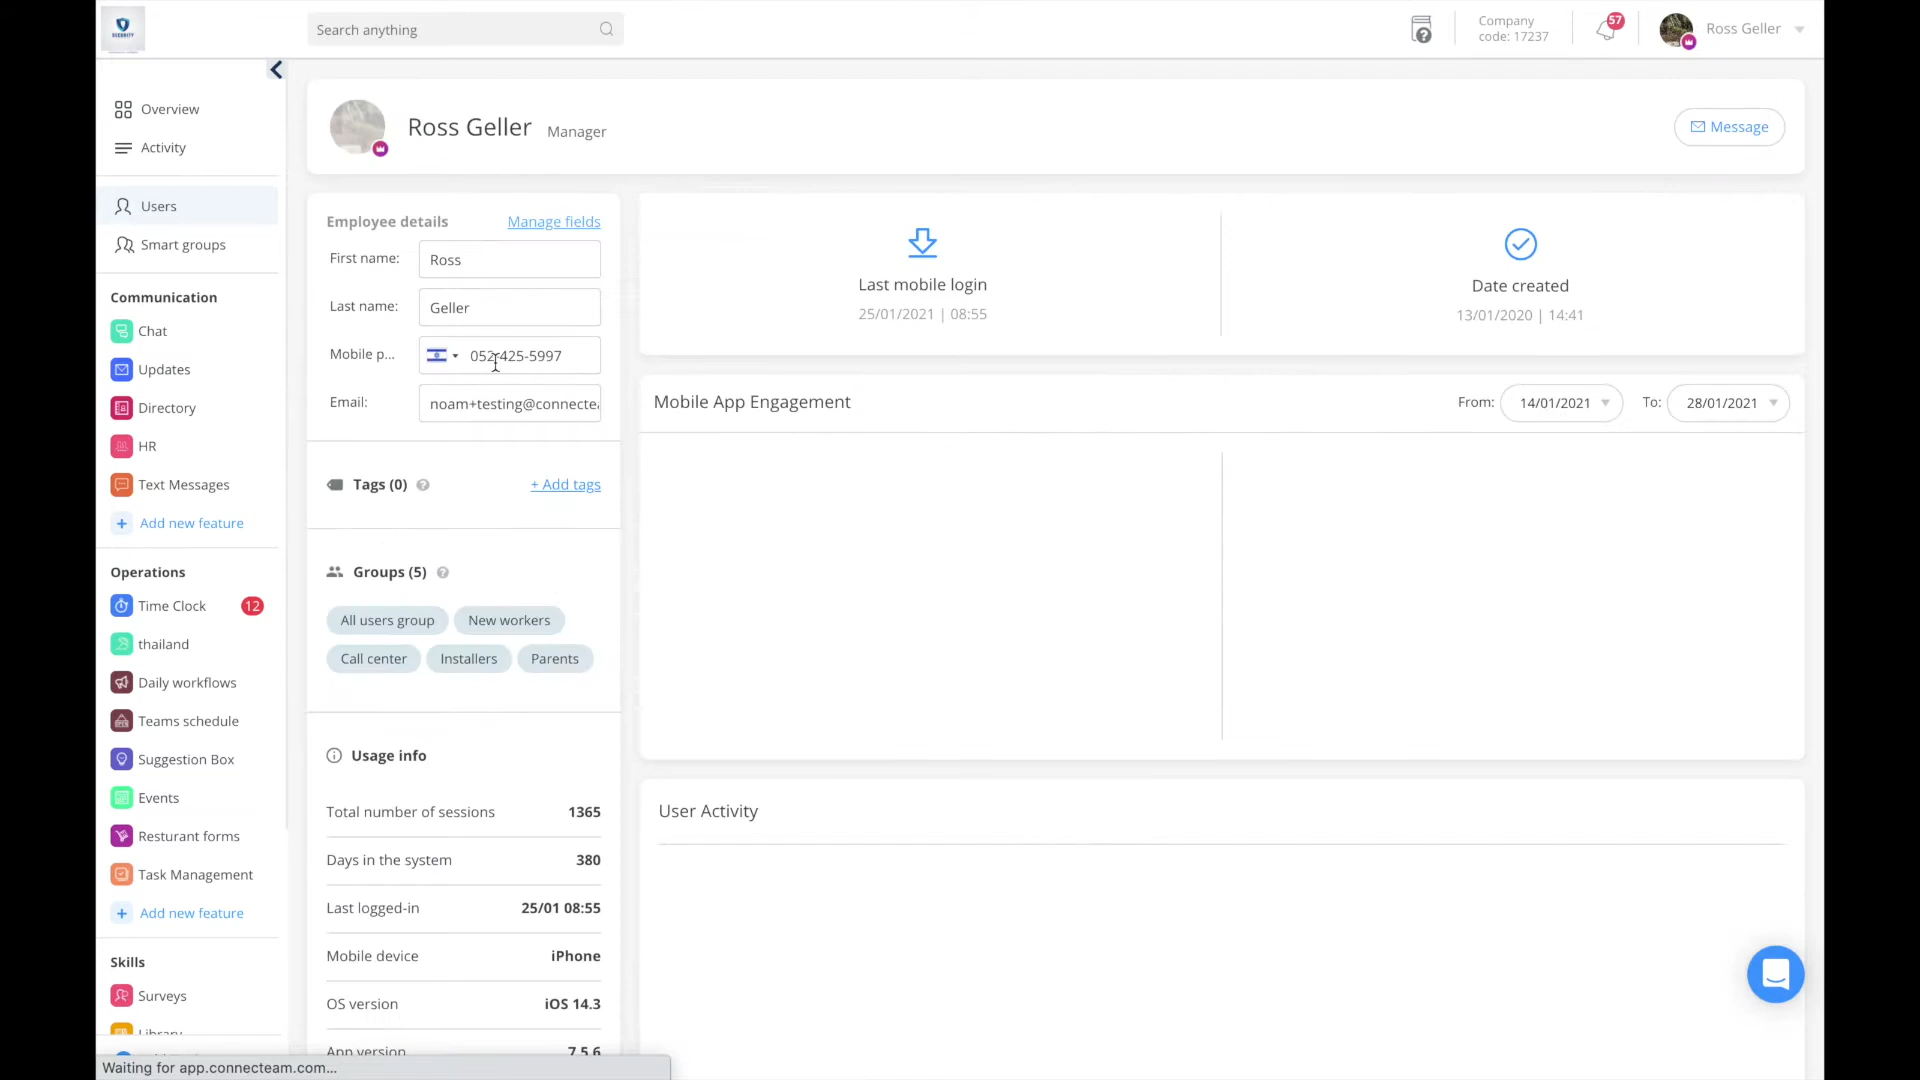 SECURITY
Search anything
Company
code: 17237
57
Ross Geller
Overview
Activity
Users
Smart groups
Communication
Chat
Updates
Directory
HR
Text Messages
Add new feature
Operations
Time Clock 12
thailand
Daily workflows
Teams schedule
Suggestion Box
Events
Resturant forms
Task Management
Add new feature
Skills
Surveys
Library
Ross Geller Manager
Message
Employee details Manage fields
First name: Ross
Last name: Geller
Mobile p... 052-425-5997
Email: noam+testing@connectea
Tags (0) + Add tags
Groups (5)
All users group New workers
Call center Installers Parents
Usage info
Total number of sessions 1365
Days in the system 380
Last logged-in 25/01 08:55
Mobile device iPhone
OS version iOS 14.3
App version 7.5.6
Last mobile login
25/01/2021 | 08:55
Date created
13/01/2020 | 14:41
Mobile App Engagement From: 14/01/2021 To: 28/01/2021
User Activity
Waiting for app.connecteam.com...